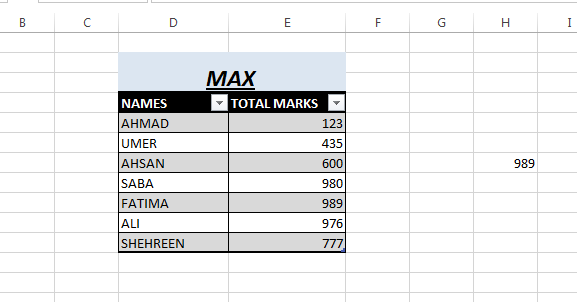 B C D E F G H I
MAX
NAMES TOTAL MARKS
AHMAD 123
UMER 435
AHSAN 600 989
SABA 980
FATIMA 989
ALI 976
SHEHREEN 777